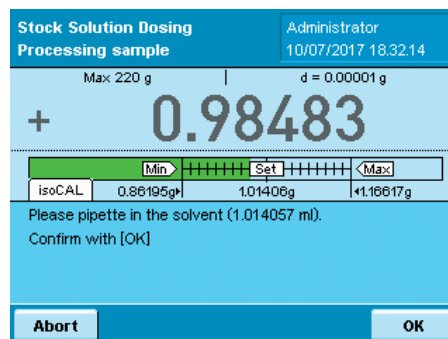 Stock Solution Dosing
Processing sample
Administrator
10/07/2017 18.32.14
Max 220 g
d = 0.00001 g
+ 0.98483
Min Set Max
isoCAL 0.86195g 1.01406g 1.16617g
Please pipette in the solvent (1.014057 ml).
Confirm with [OK]
Abort OK